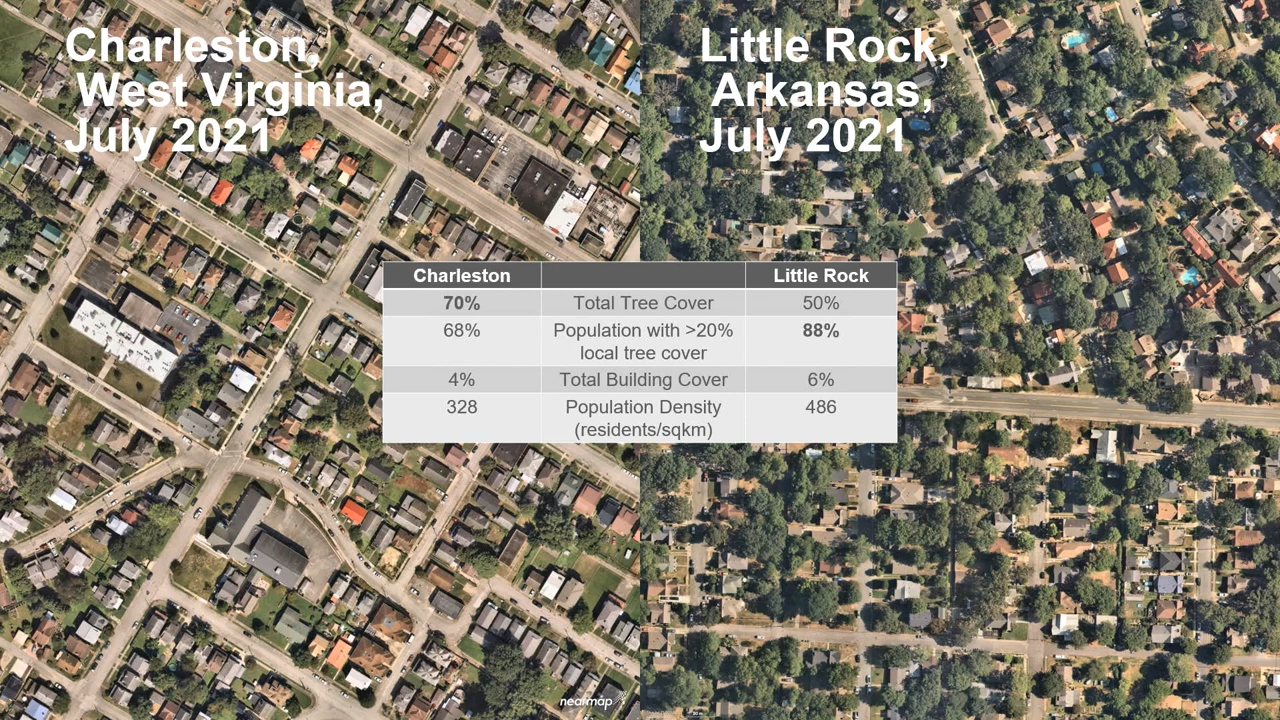 Charleston,
West Virginia,
July 2021
Little Rock,
Arkansas,
July 2021
Charleston Little Rock
70% Total Tree Cover 50%
68% Population with >20% 88%
local tree cover
4% Total Building Cover 6%
328 Population Density 486
(residents/sqkm)
nearmap